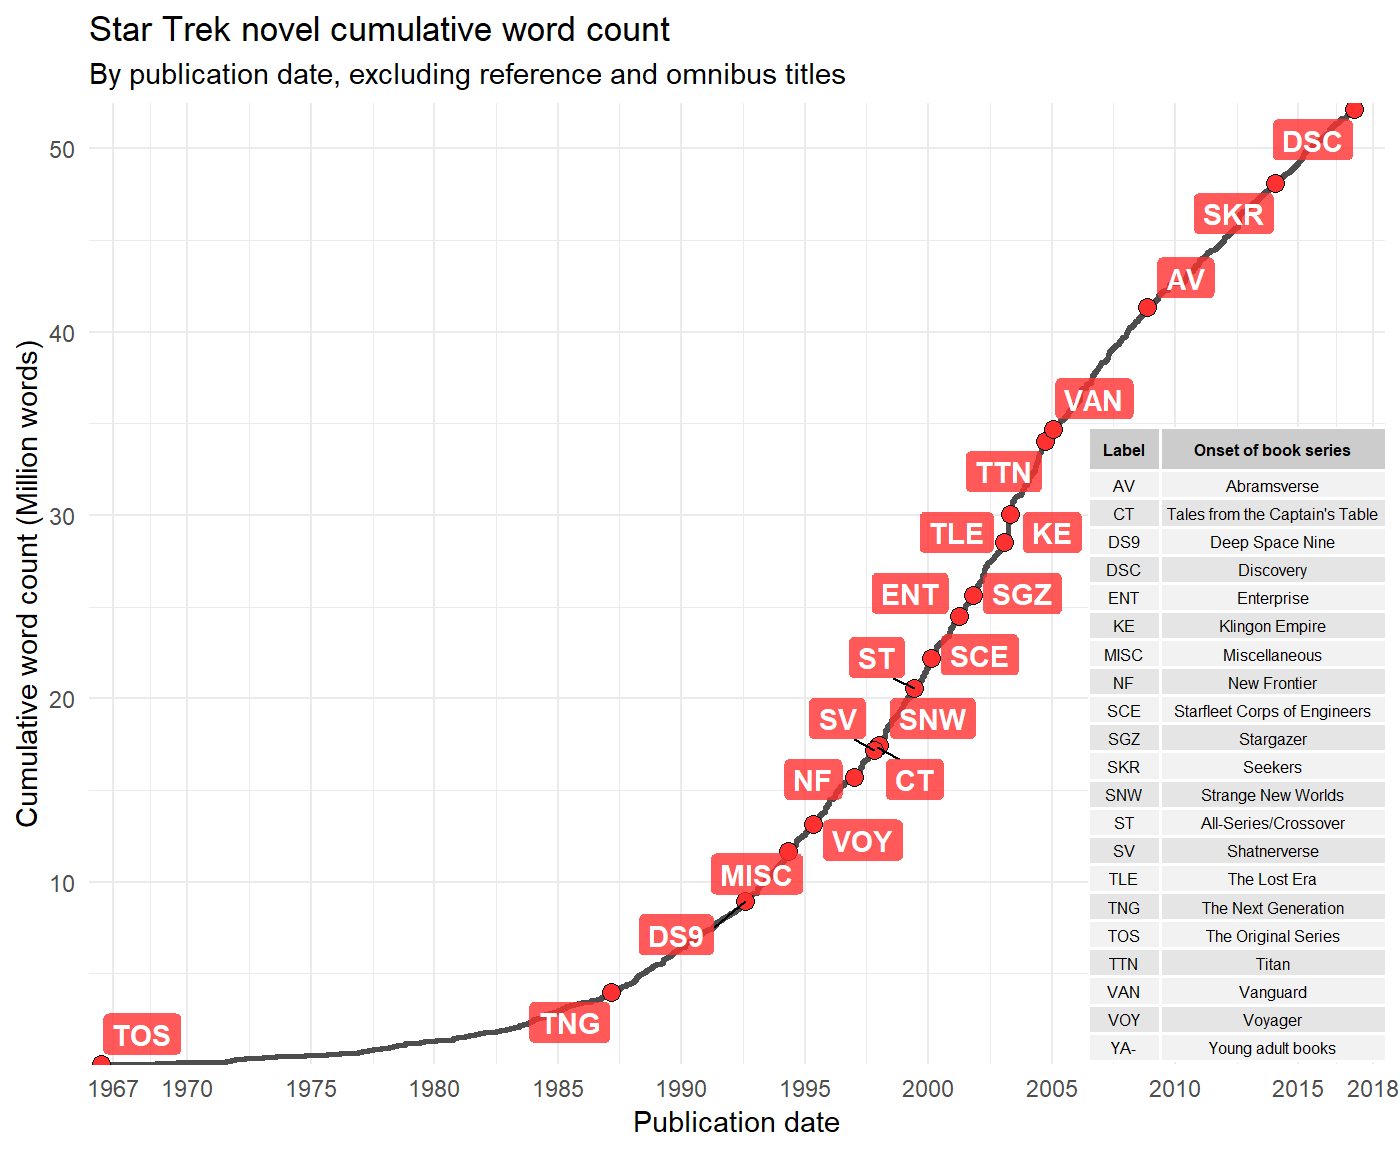 Star Trek novel cumulative word count
By publication date, excluding reference and omnibus titles
Cumulative word count (Million words)
50
40
30
20
10
DSC
SKR
AV
VAN
TTN
TLE
KE
ENT
SGZ
ST
SCE
SV
SNW
NF
CT
VOY
MISC
DS9
TNG
TOS
Label Onset of book series
AV Abramsverse
CT Tales from the Captain's Table
DS9 Deep Space Nine
DSC Discovery
ENT Enterprise
KE Klingon Empire
MISC Miscellaneous
NF New Frontier
SCE Starfleet Corps of Engineers
SGZ Stargazer
SKR Seekers
SNW Strange New Worlds
ST All-Series/Crossover
SV Shatnerverse
TLE The Lost Era
TNG The Next Generation
TOS The Original Series
TTN Titan
VAN Vanguard
VOY Voyager
YA- Young adult books
1967 1970 1975 1980 1985 1990 1995 2000 2005 2010 2015 2018
Publication date